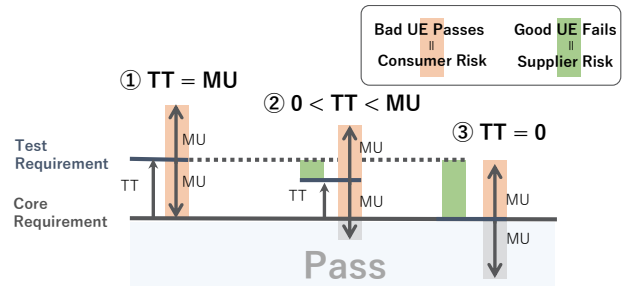 Bad UE Passes
=
Consumer Risk
Good UE Fails
=
Supplier Risk
① TT = MU
② 0 < TT < MU
③ TT = 0
Test
Requirement
Core
Requirement
TT
MU
MU
TT
MU
MU
MU
MU
Pass